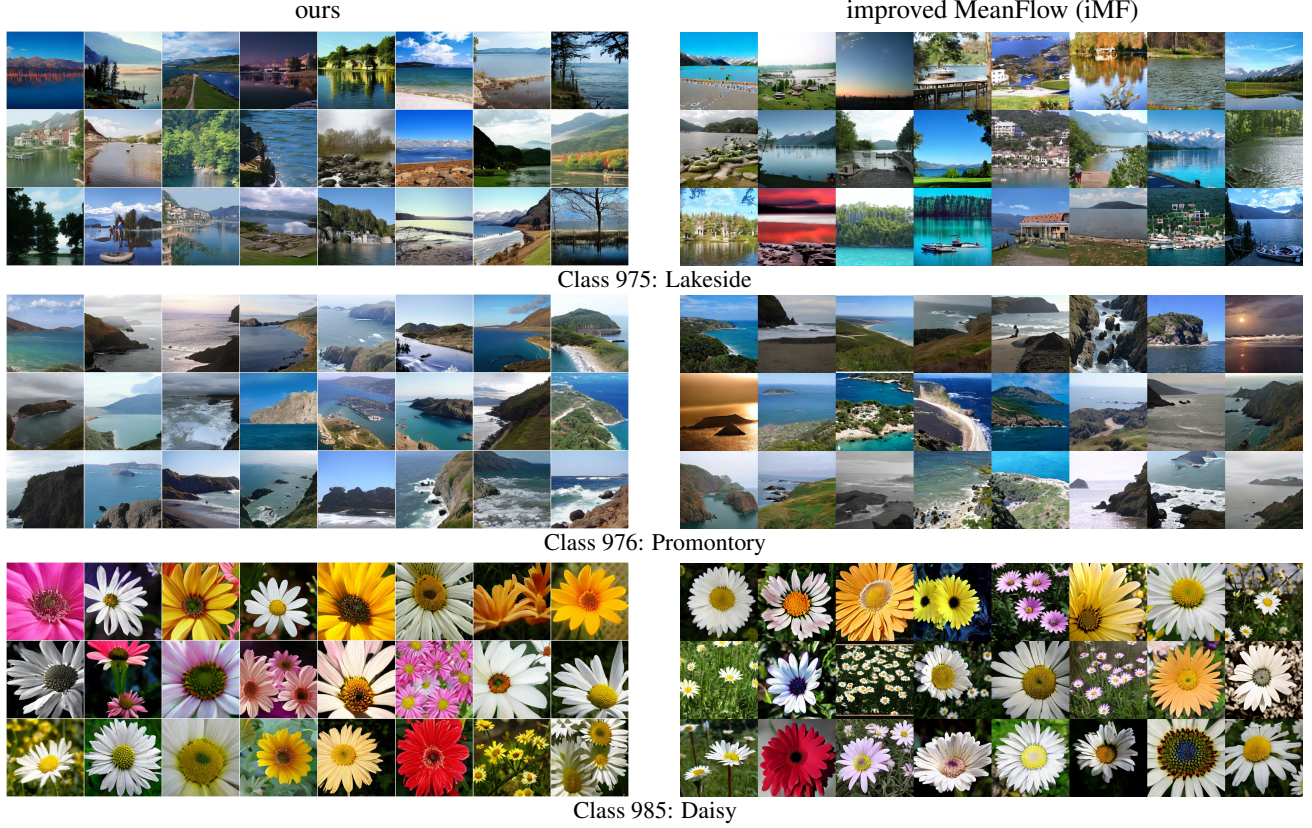 ours
improved MeanFlow (iMF)
Class 975: Lakeside
Class 976: Promontory
Class 985: Daisy